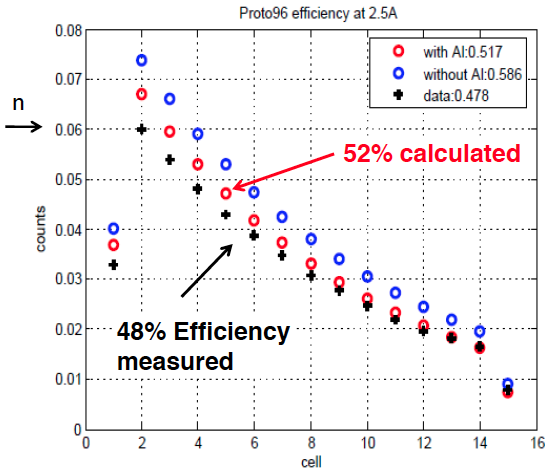 Proto96 efficiency at 2.5A
0.08
0.07
0.06
0.05
0.04
0.03
0.02
0.01
0
n
counts
with Al:0.517
without Al:0.586
data:0.478
52% calculated
48% Efficiency
measured
0 2 4 6 8 10 12 14 16
cell